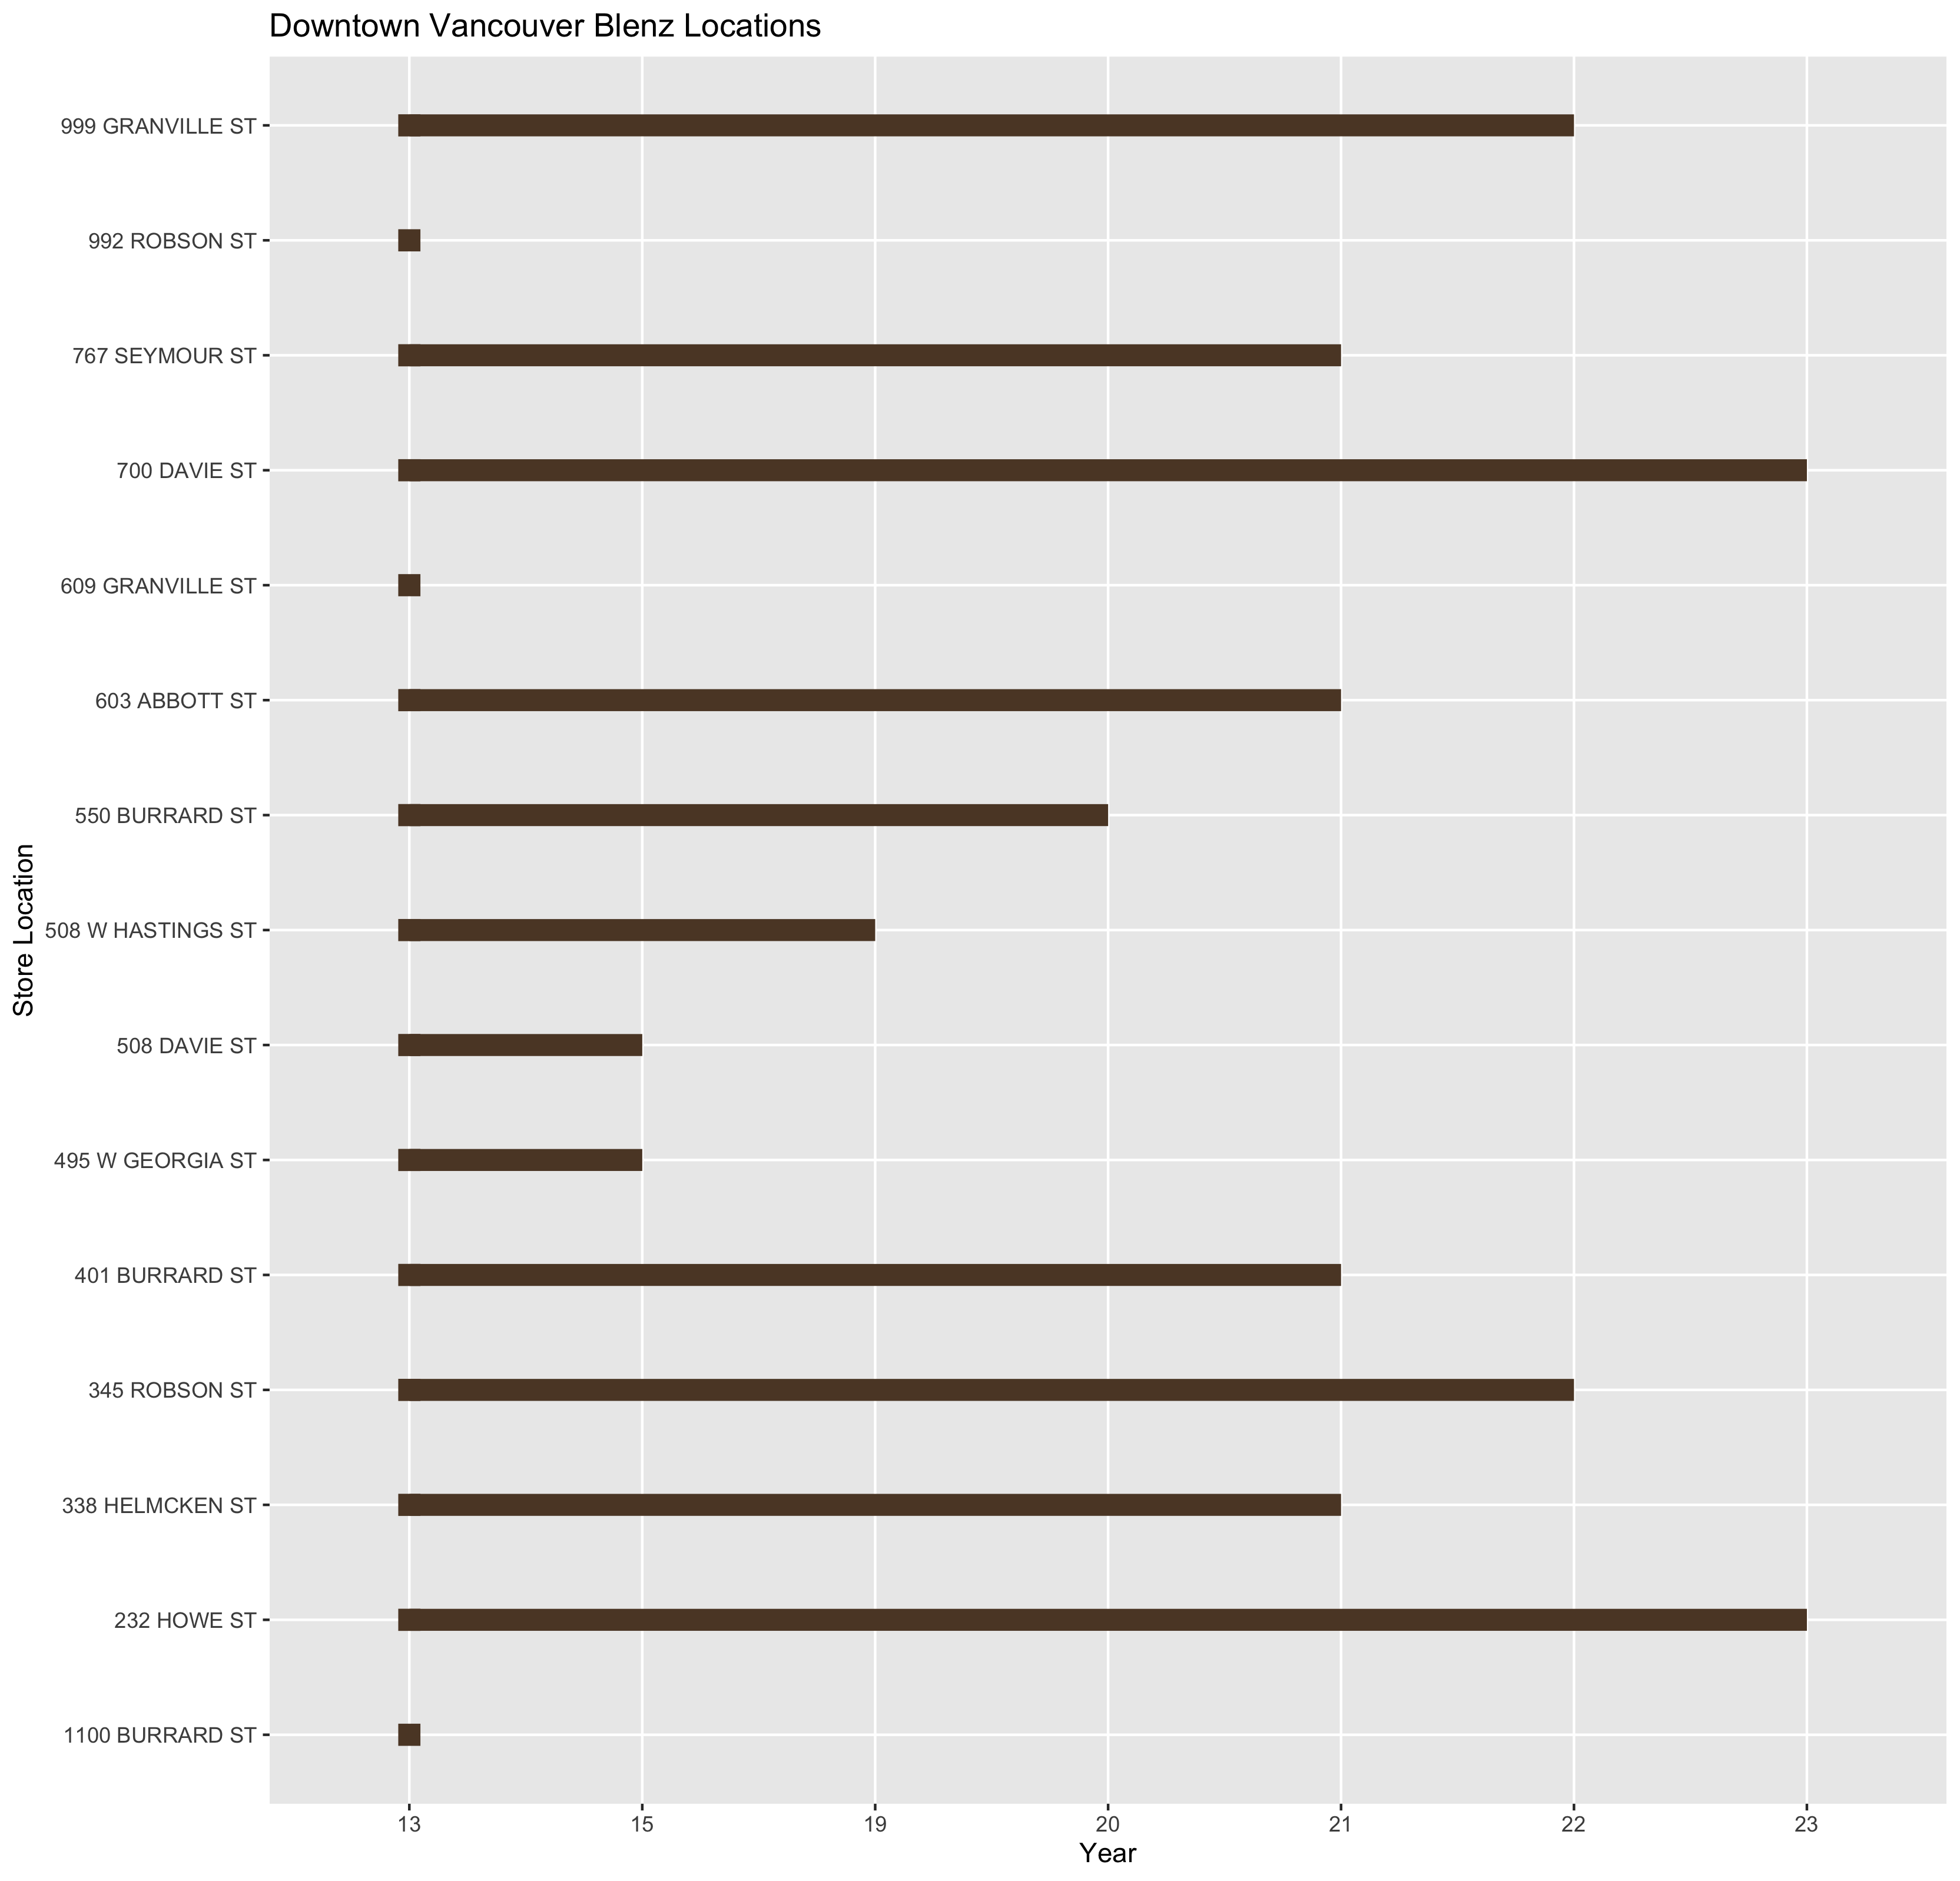 Downtown Vancouver Blenz Locations
999 GRANVILLE ST
992 ROBSON ST
767 SEYMOUR ST
700 DAVIE ST
609 GRANVILLE ST
603 ABBOTT ST
550 BURRARD ST
508 W HASTINGS ST
508 DAVIE ST
495 W GEORGIA ST
401 BURRARD ST
345 ROBSON ST
338 HELMCKEN ST
232 HOWE ST
1100 BURRARD ST
Store Location
13 15 19 20 21 22 23
Year